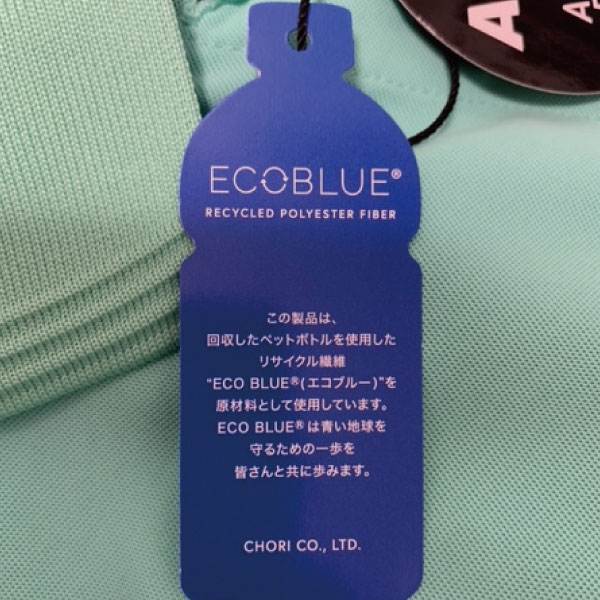 ECOBLUE®
RECYCLED POLYESTER FIBER
この製品は、
回収したペットボトルを使用した
リサイクル繊維
“ECO BLUE®(エコブルー)”を
原材料として使用しています。
ECO BLUE®は青い地球を
守るための一歩を
皆さんと共に歩みます。
CHORI CO., LTD.